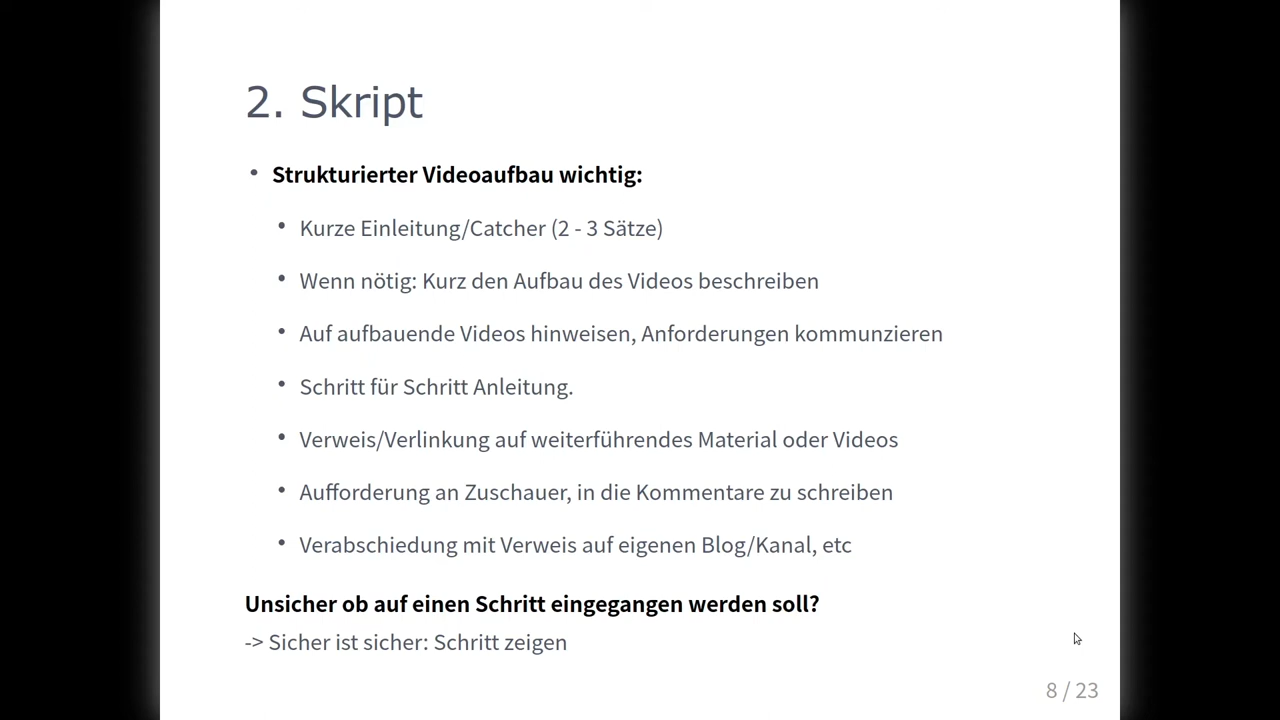 2. Skript
• Strukturierter Videoaufbau wichtig:
• Kurze Einleitung/Catcher (2 - 3 Sätze)
• Wenn nötig: Kurz den Aufbau des Videos beschreiben
• Auf aufbauende Videos hinweisen, Anforderungen kommunzieren
• Schritt für Schritt Anleitung.
• Verweis/Verlinkung auf weiterführendes Material oder Videos
• Aufforderung an Zuschauer, in die Kommentare zu schreiben
• Verabschiedung mit Verweis auf eigenen Blog/Kanal, etc
Unsicher ob auf einen Schritt eingegangen werden soll?
-> Sicher ist sicher: Schritt zeigen
8 / 23